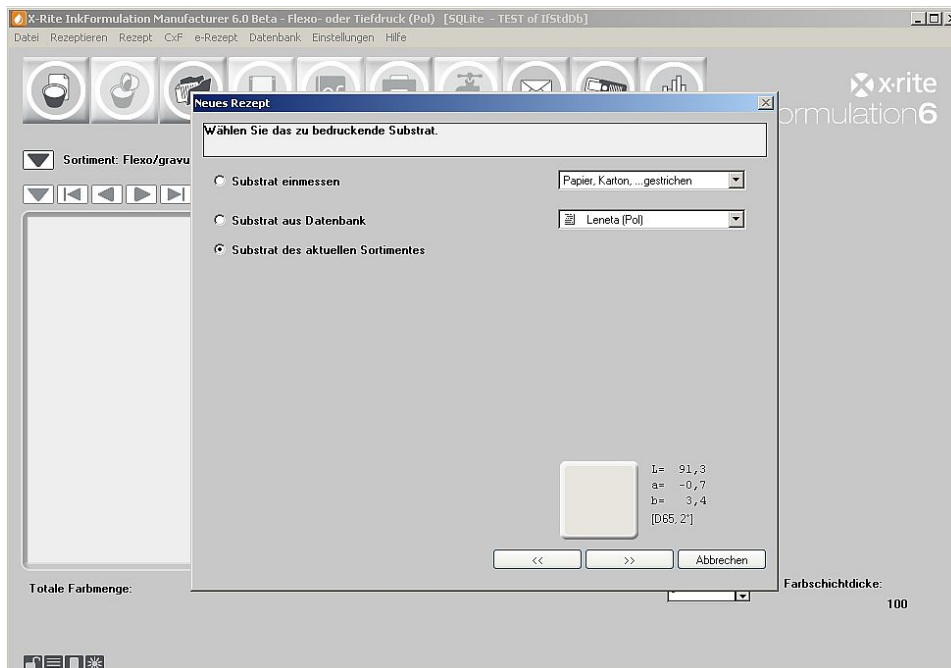 X-Rite InkFormulation Manufacturer 6.0 Beta - Flexo- oder Tiefdruck (Pol) [SQLite - TEST of IfStdDb]
Datei Rezeptieren Rezept CxF e-Rezept Datenbank Einstellungen Hilfe
x·rite
ormulation6
Neues Rezept
Wählen Sie das zu bedruckende Substrat.
Sortiment: Flexo/gravu
Substrat einmessen
Papier, Karton, ...gestrichen
Substrat aus Datenbank
Leneta (Pol)
Substrat des aktuellen Sortimentes
L= 91,3
a= -0,7
b= 3,4
[D65, 2°]
<< >> Abbrechen
Totale Farbmenge:
Farbschichtdicke:
100